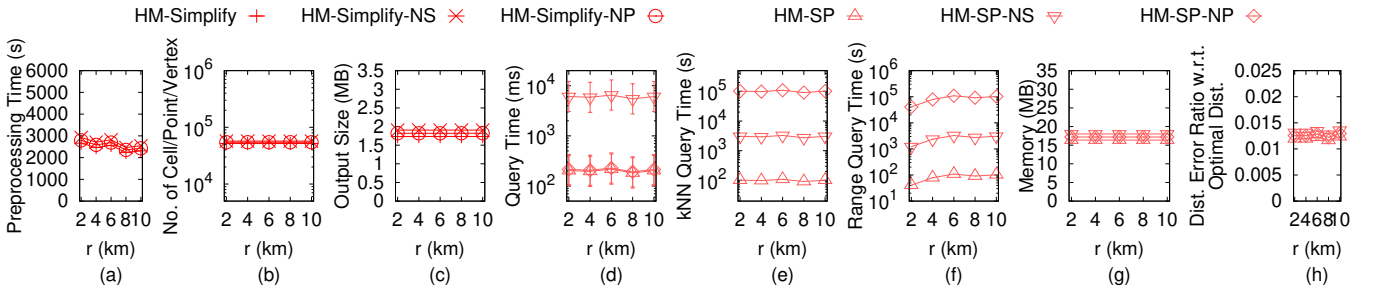 HM-Simplify HM-Simplify-NS HM-Simplify-NP HM-SP HM-SP-NS HM-SP-NP
Preprocessing Time (s)
6000
5000
4000
3000
2000
1000
0
2 4 6 8 10
r (km)
(a)
No. of Cell/Point/Vertex
10^6
10^5
10^4
2 4 6 8 10
r (km)
(b)
Output Size (MB)
3.5
3
2.5
2
1.5
1
0.5
0
2 4 6 8 10
r (km)
(c)
Query Time (ms)
10^4
10^3
10^2
2 4 6 8 10
r (km)
(d)
kNN Query Time (s)
10^5
10^4
10^3
10^2
2 4 6 8 10
r (km)
(e)
Range Query Time (s)
10^6
10^5
10^4
10^3
10^2
10^1
2 4 6 8 10
r (km)
(f)
Memory (MB)
35
30
25
20
15
10
5
0
2 4 6 8 10
r (km)
(g)
Dist. Error Ratio w.r.t.
Optimal Dist.
0.025
0.02
0.015
0.01
0.005
0
2 4 6 8 10
r (km)
(h)